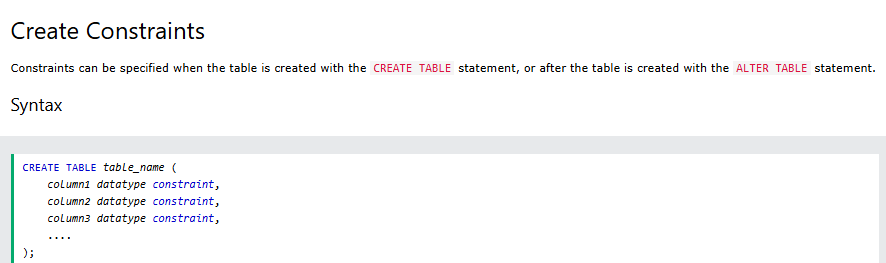 Create Constraints
Constraints can be specified when the table is created with the CREATE TABLE statement, or after the table is created with the ALTER TABLE statement.
Syntax
CREATE TABLE table_name (
    column1 datatype constraint,
    column2 datatype constraint,
    column3 datatype constraint,
    ....
);